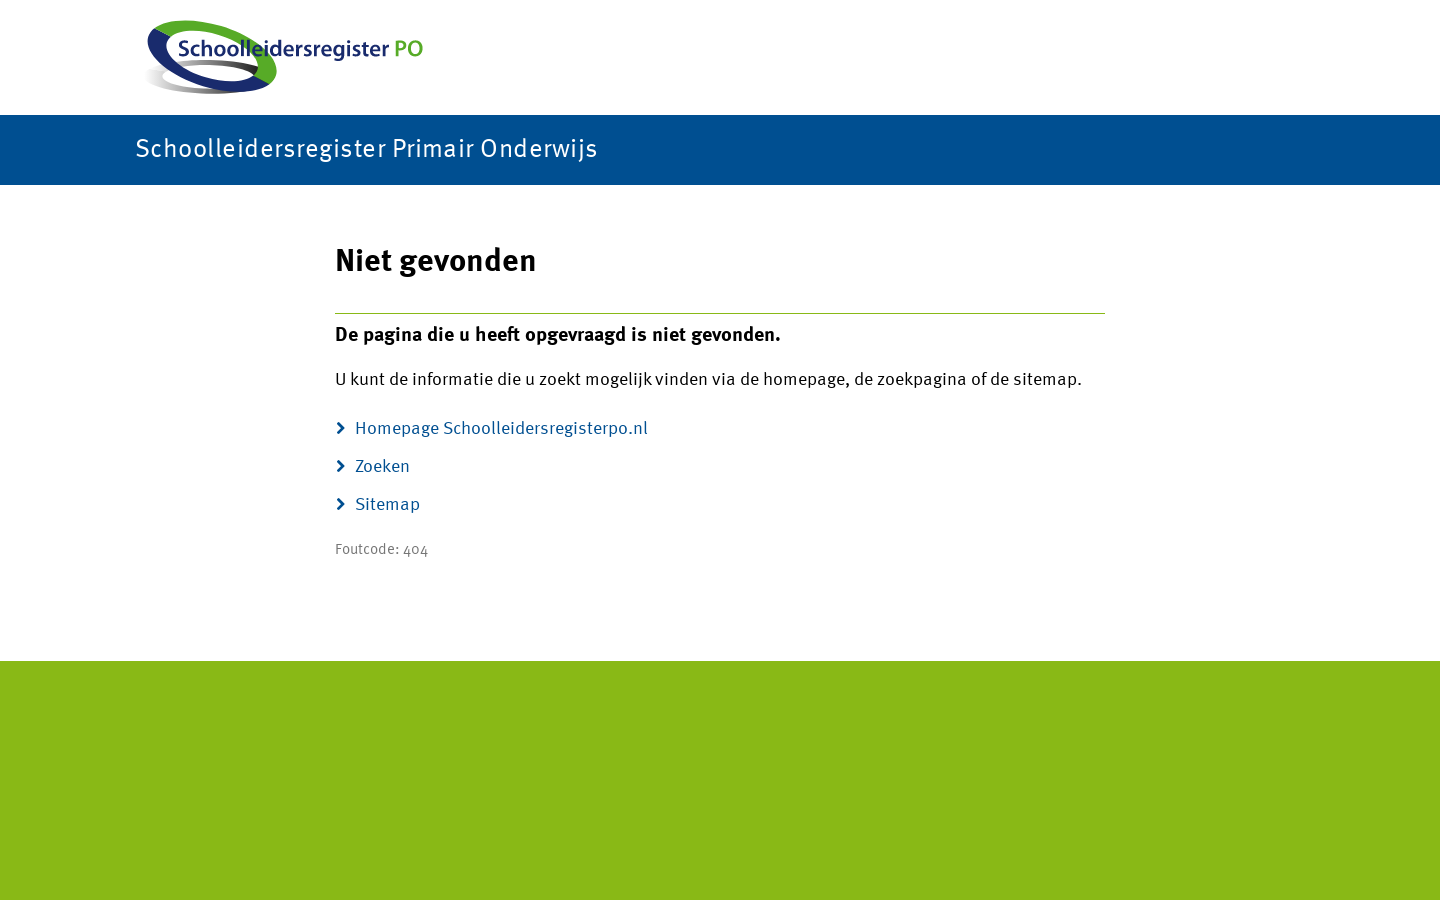 Schoolleidersregister PO
Schoolleidersregister Primair Onderwijs
Niet gevonden
De pagina die u heeft opgevraagd is niet gevonden.
U kunt de informatie die u zoekt mogelijk vinden via de homepage, de zoekpagina of de sitemap.
Homepage Schoolleidersregisterpo.nl
Zoeken
Sitemap
Foutcode: 404